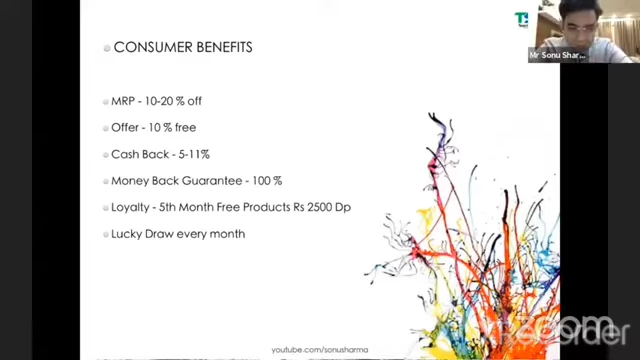 CONSUMER BENEFITS
Mr Sonu Shar...
MRP - 10-20 % off
Offer - 10 % free
Cash Back - 5-11%
Money Back Guarantee - 100 %
Loyalty - 5th Month Free Products Rs 2500 Dp
Lucky Draw every month
zoom
youtube.com/sonusharma